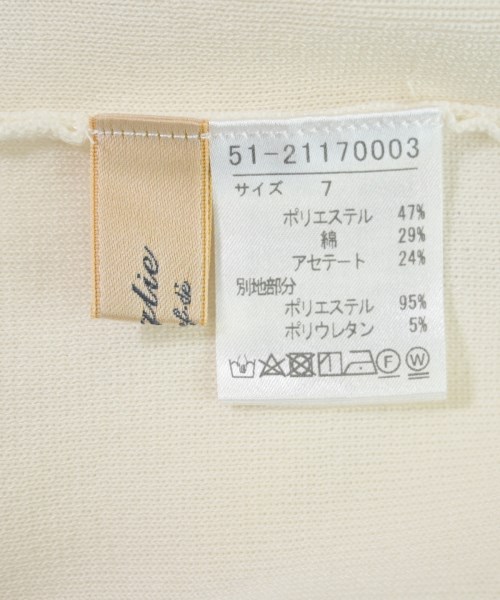 51-21170003
サイズ 7
ポリエステル 47%
綿 29%
アセテート 24%
別地部分
ポリエステル 95%
ポリウレタン 5%
F W